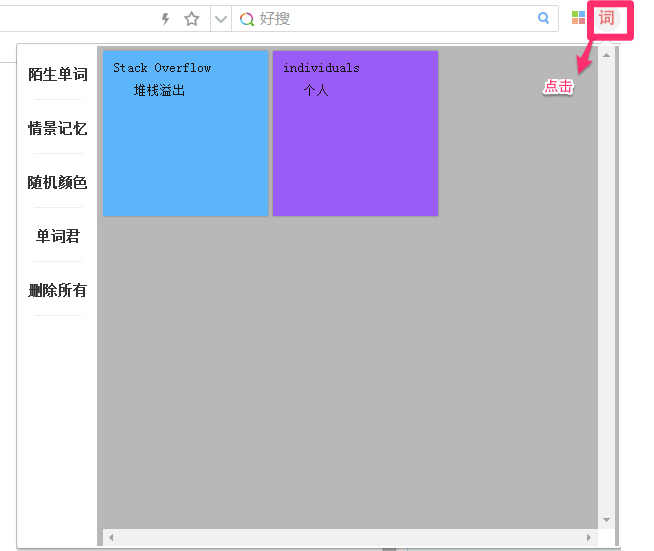 好搜
词
点击
陌生单词
情景记忆
随机颜色
单词君
删除所有
Stack Overflow
堆栈溢出
individuals
个人